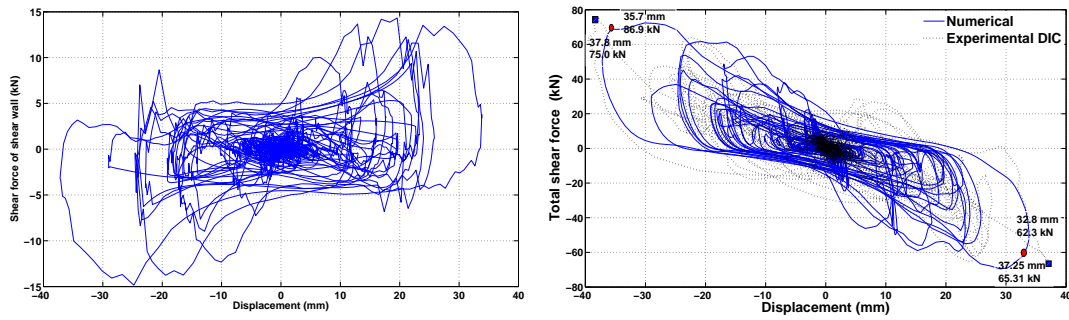 15
10
5
0
−5
−10
−15
−40
−30
−20
−10
0
10
20
30
40
Shear force of shear wall (kN)
Displacement (mm)
80
60
40
20
0
−20
−40
−60
−80
−40
−30
−20
−10
0
10
20
30
40
Total shear force (kN)
Displacement (mm)
35.7 mm
86.9 kN
37.8 mm
75.0 kN
Numerical
Experimental DIC
32.8 mm
62.3 kN
37.25 mm
65.31 kN